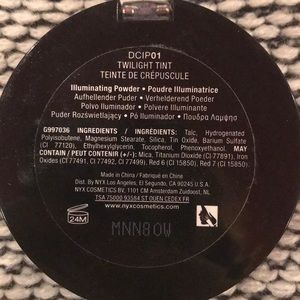 DCIP01
TWILIGHT TINT
TEINTE DE CRÉPUSCULE
Illuminating Powder • Poudre Illuminatrice
Aufhellender Puder • Verhelderend Poeder
Polvo Iluminador • Polvere Illuminante
Puder Rozświetlający • Pó Iluminador • Πούδρα Λάμψης
G997036 INGREDIENTS / INGRÉDIENTS: Talc, Hydrogenated
Polyisobutene, Magnesium Stearate, Silica, Tin Oxide, Barium Sulfate
(CI 77120), Ethylhexylglycerin, Tocopherol, Phenoxyethanol. MAY
CONTAIN / PEUT CONTENIR (+/-): Mica, Titanium Dioxide (CI 77891), Iron
Oxides (CI 77491, CI 77492, CI 77499), Red 6 (CI 15850), Red 7 (CI 15850).
Made in China / Fabriqué en Chine
Dist. By NYX Los Angeles, El Segundo, CA 90245 U.S.A.
NYX COSMETICS BV, 1101 CM Amsterdam Zuidoost, NL
TSA 75000 93584 ST OUEN CEDEX FR
www.nyxcosmetics.com
24M
MNN80W